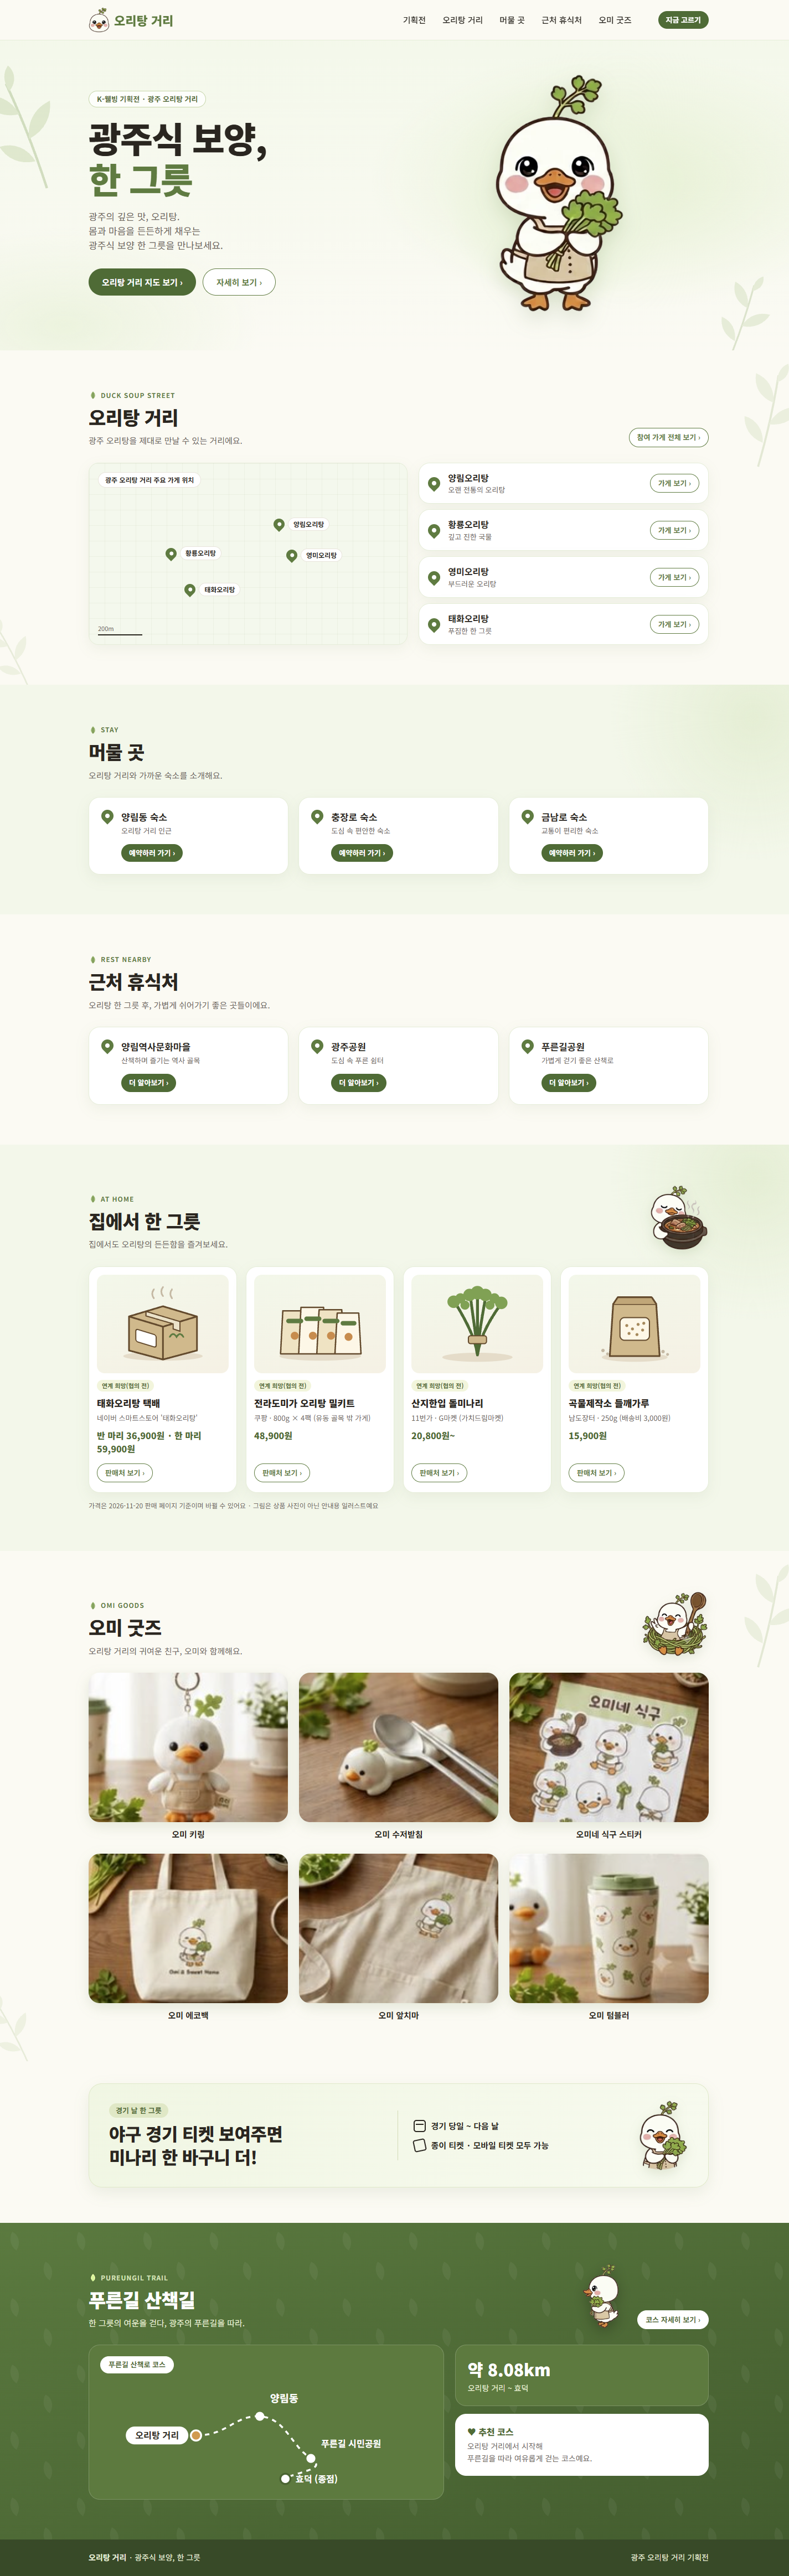 오리탕 거리
기획전
오리탕 거리
머물 곳
근처 휴식처
오미 굿즈
지금 고르기
K-웰빙 기획전 · 광주 오리탕 거리
광주식 보양,
한 그릇
광주의 깊은 맛, 오리탕.
몸과 마음을 든든하게 채우는
광주식 보양 한 그릇을 만나보세요.
오리탕 거리 지도 보기 ›
자세히 보기 ›
DUCK SOUP STREET
오리탕 거리
광주 오리탕을 제대로 만날 수 있는 거리예요.
참여 가게 전체 보기 ›
광주 오리탕 거리 주요 가게 위치
양림오리탕
황룡오리탕
영미오리탕
태화오리탕
200m
양림오리탕
오랜 전통의 오리탕
가게 보기 ›
황룡오리탕
깊고 진한 국물
가게 보기 ›
영미오리탕
부드러운 오리탕
가게 보기 ›
태화오리탕
푸짐한 한 그릇
가게 보기 ›
STAY
머물 곳
오리탕 거리와 가까운 숙소를 소개해요.
양림동 숙소
오리탕 거리 인근
예약하러 가기 ›
충장로 숙소
도심 속 편안한 숙소
예약하러 가기 ›
금남로 숙소
교통이 편리한 숙소
예약하러 가기 ›
REST NEARBY
근처 휴식처
오리탕 한 그릇 후, 가볍게 쉬어가기 좋은 곳들이에요.
양림역사문화마을
산책하며 즐기는 역사 골목
더 알아보기 ›
광주공원
도심 속 푸른 쉼터
더 알아보기 ›
푸른길공원
가볍게 걷기 좋은 산책로
더 알아보기 ›
AT HOME
집에서 한 그릇
집에서도 오리탕의 든든함을 즐겨보세요.
연계 희망(협의 전)
태화오리탕 택배
네이버 스마트스토어 '태화오리탕'
반 마리 36,900원 · 한 마리
59,900원
판매처 보기 ›
연계 희망(협의 전)
전라도미가 오리탕 밀키트
쿠팡 · 800g × 4팩 (유동 골목 밖 가게)
48,900원
판매처 보기 ›
연계 희망(협의 전)
산지한입 돌미나리
11번가 · G마켓 (가치드림마켓)
20,800원~
판매처 보기 ›
연계 희망(협의 전)
곡물제작소 들깨가루
남도장터 · 250g (배송비 3,000원)
15,900원
판매처 보기 ›
가격은 2026-11-20 판매 페이지 기준이며 바뀔 수 있어요 · 그림은 상품 사진이 아닌 안내용 일러스트예요
OMI GOODS
오미 굿즈
오리탕 거리의 귀여운 친구, 오미와 함께해요.
오미네 식구
오미 키링
오미 수저받침
오미네 식구 스티커
오미 에코백
오미 앞치마
오미 텀블러
경기 날 한 그릇
야구 경기 티켓 보여주면
미나리 한 바구니 더!
경기 당일 ~ 다음 날
종이 티켓 · 모바일 티켓 모두 가능
PUREUNGIL TRAIL
푸른길 산책길
한 그릇의 여운을 걷다, 광주의 푸른길을 따라.
코스 자세히 보기 ›
푸른길 산책로 코스
양림동
오리탕 거리
푸른길 시민공원
효덕 (종점)
약 8.08km
오리탕 거리 ~ 효덕
♥ 추천 코스
오리탕 거리에서 시작해
푸른길을 따라 여유롭게 걷는 코스예요.
오리탕 거리 · 광주식 보양, 한 그릇
광주 오리탕 거리 기획전